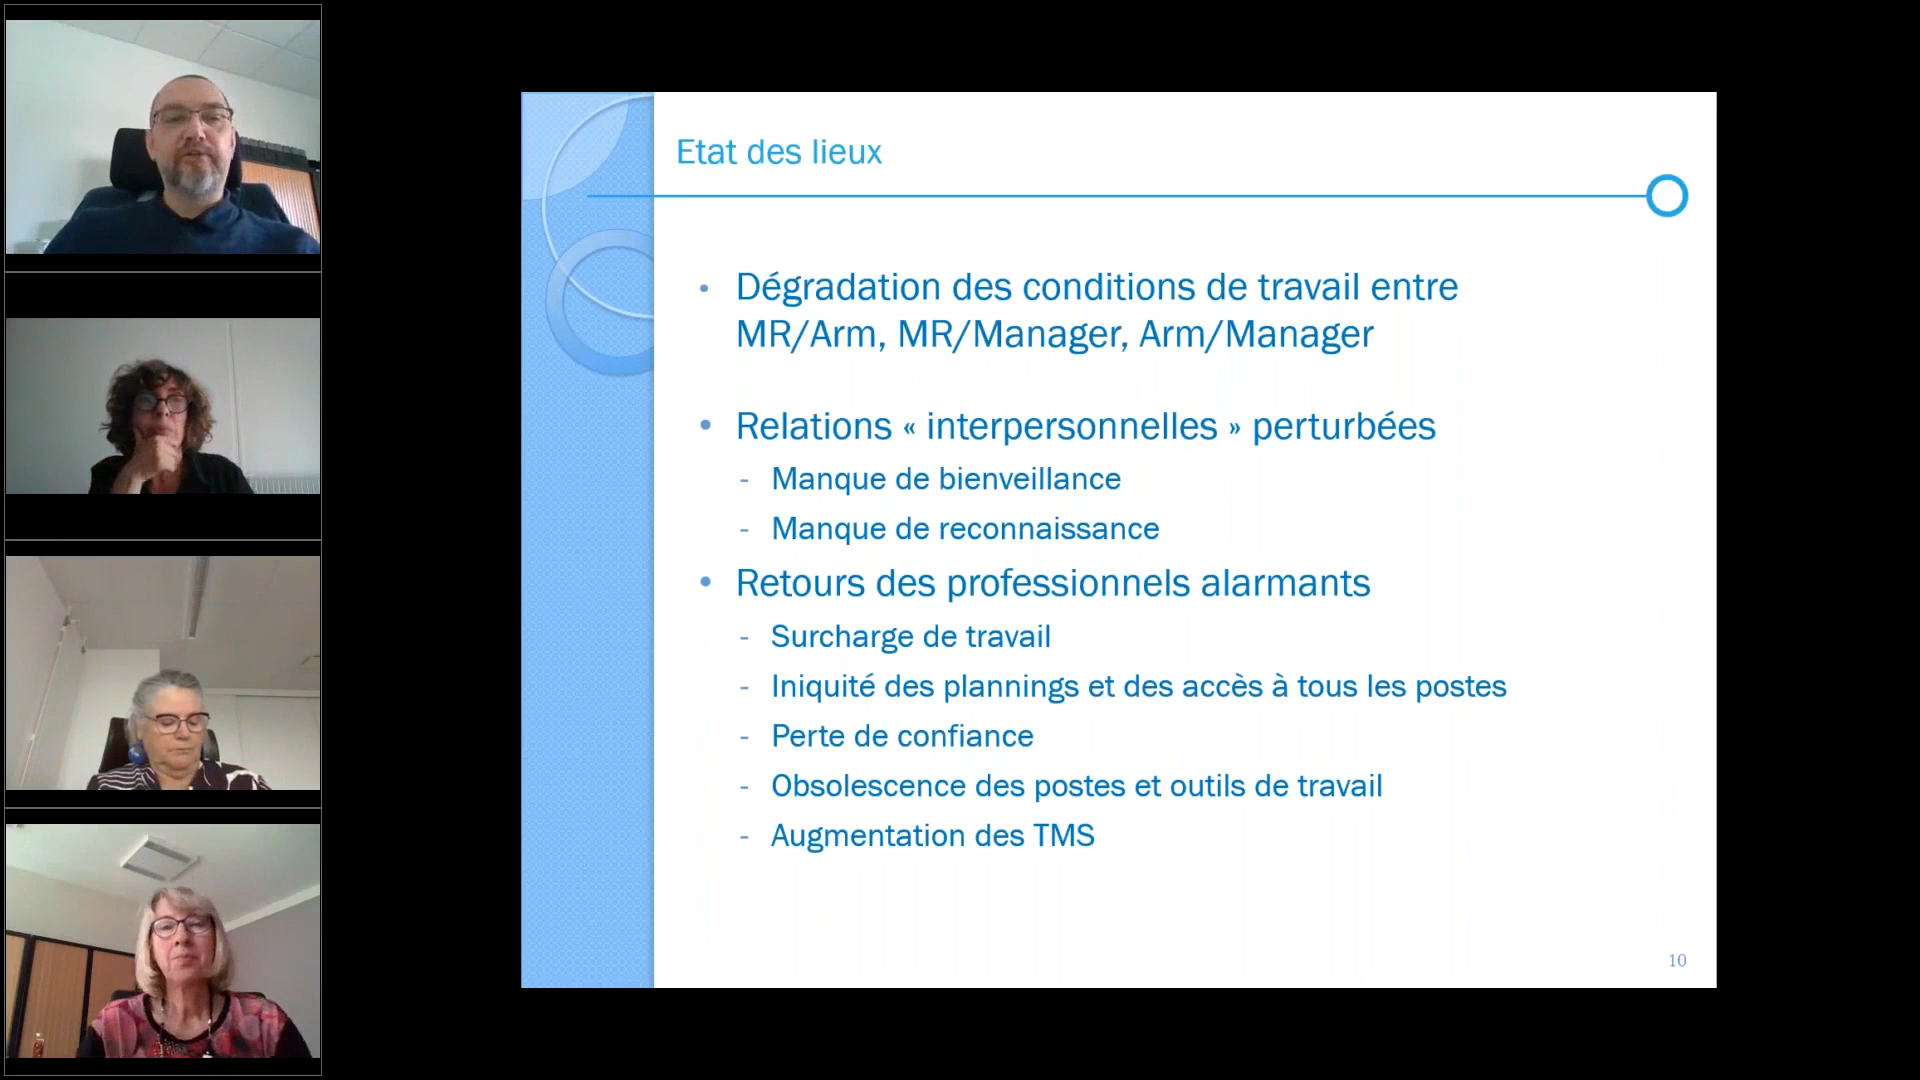 Etat des lieux
• Dégradation des conditions de travail entre
MR/Arm, MR/Manager, Arm/Manager
• Relations « interpersonnelles » perturbées
- Manque de bienveillance
- Manque de reconnaissance
• Retours des professionnels alarmants
- Surcharge de travail
- Iniquité des plannings et des accès à tous les postes
- Perte de confiance
- Obsolescence des postes et outils de travail
- Augmentation des TMS
10